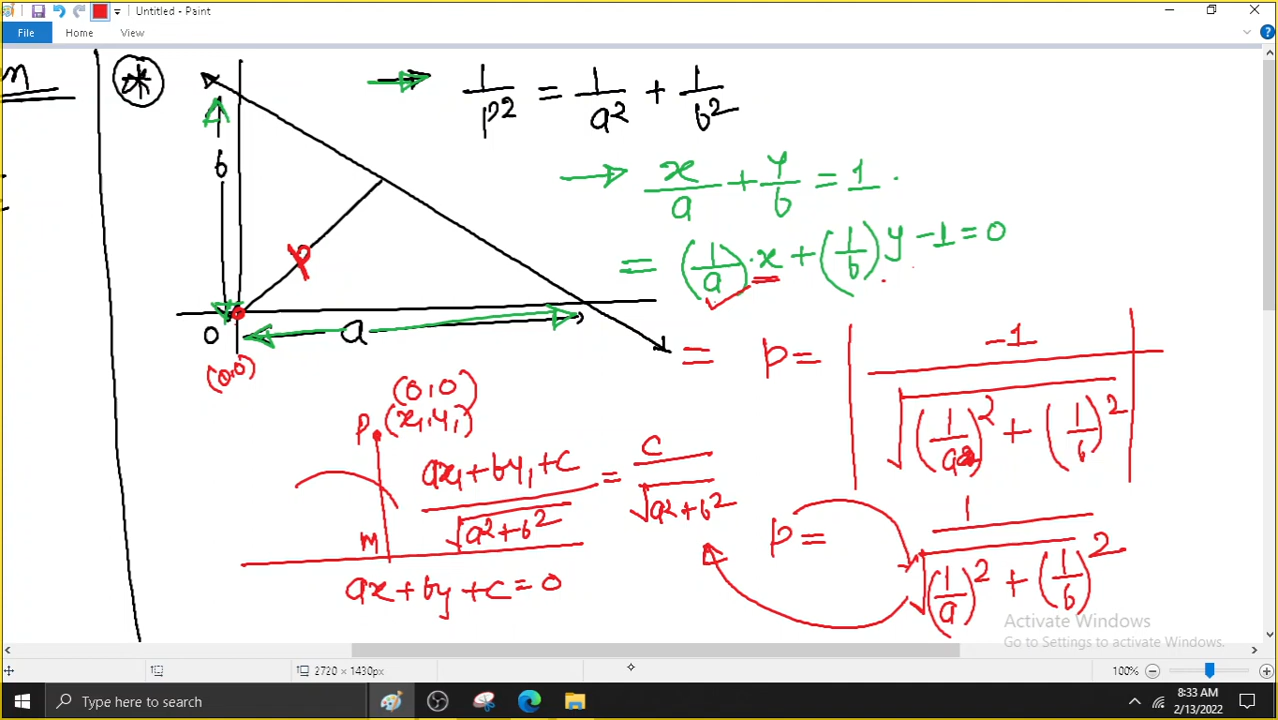 Untitled - Paint
File Home View
n
*
1/p² = 1/a² + 1/b²
b
x/a + y/b = 1.
= (1/a)·x + (1/b)y - 1 = 0
p
0
a
(0,0)
= p = | -1 / √((1/a)² + (1/b)²) |
(0,0)
P (x₁,y₁)
ax₁+by₁+c / √(a²+b²) = c / √(a²+b²)
M
ax+by+c=0
p = 1 / √((1/a)² + (1/b)²)
Activate Windows
Go to Settings to activate Windows.
2720 × 1430px
100%
Type here to search
8:33 AM
2/13/2022